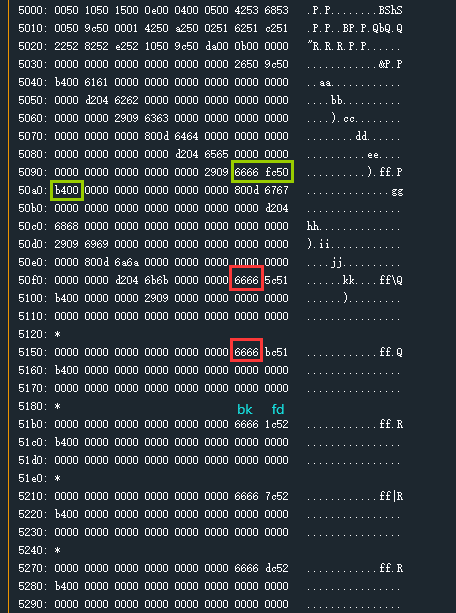 5000: 0050 1050 1500 0e00 0400 0500 4253 6853 .P.P........BShS
5010: 5050 9c50 0001 4250 a250 0251 6251 c251 .P.P..BP.P.QbQ.Q
5020: 2252 8252 e252 1050 9c50 da00 0b00 0000 "R.R.R.P.P......
5030: 0000 0000 0000 0000 0000 0000 2650 9c50 ............&P.P
5040: b400 6161 0000 0000 0000 0000 0000 0000 ..aa............
5050: 0000 d204 6262 0000 0000 0000 0000 0000 ....bb..........
5060: 0000 0000 2909 6363 0000 0000 0000 0000 ....).cc........
5070: 0000 0000 0000 800d 6464 0000 0000 0000 ........dd......
5080: 0000 0000 0000 0000 d204 6565 0000 0000 ..........ee....
5090: 0000 0000 0000 0000 0000 2909 6666 fc50 ..........).ff.P
50a0: b400 0000 0000 0000 0000 0000 800d 6767 ..............gg
50b0: 0000 0000 0000 0000 0000 0000 0000 d204 ................
50c0: 6868 0000 0000 0000 0000 0000 0000 0000 hh..............
50d0: 2909 6969 0000 0000 0000 0000 0000 0000 ).ii............
50e0: 0000 800d 6a6a 0000 0000 0000 0000 0000 ....jj..........
50f0: 0000 0000 d204 6b6b 0000 0000 6666 5c51 ......kk....ff\Q
5100: b400 0000 0000 2909 0000 0000 0000 0000 ......).........
5110: 0000 0000 0000 0000 0000 0000 0000 0000 ................
5120: *
5150: 0000 0000 0000 0000 0000 0000 6666 bc51 ............ff.Q
5160: b400 0000 0000 0000 0000 0000 0000 0000 ................
5170: 0000 0000 0000 0000 0000 0000 0000 0000 ................
5180: *
bk fd
51b0: 0000 0000 0000 0000 0000 0000 6666 1c52 ............ff.R
51c0: b400 0000 0000 0000 0000 0000 0000 0000 ................
51d0: 0000 0000 0000 0000 0000 0000 0000 0000 ................
51e0: *
5210: 0000 0000 0000 0000 0000 0000 6666 7c52 ............ff|R
5220: b400 0000 0000 0000 0000 0000 0000 0000 ................
5230: 0000 0000 0000 0000 0000 0000 0000 0000 ................
5240: *
5270: 0000 0000 0000 0000 0000 0000 6666 dc52 ............ff.R
5280: b400 0000 0000 0000 0000 0000 0000 0000 ................
5290: 0000 0000 0000 0000 0000 0000 0000 0000 ................